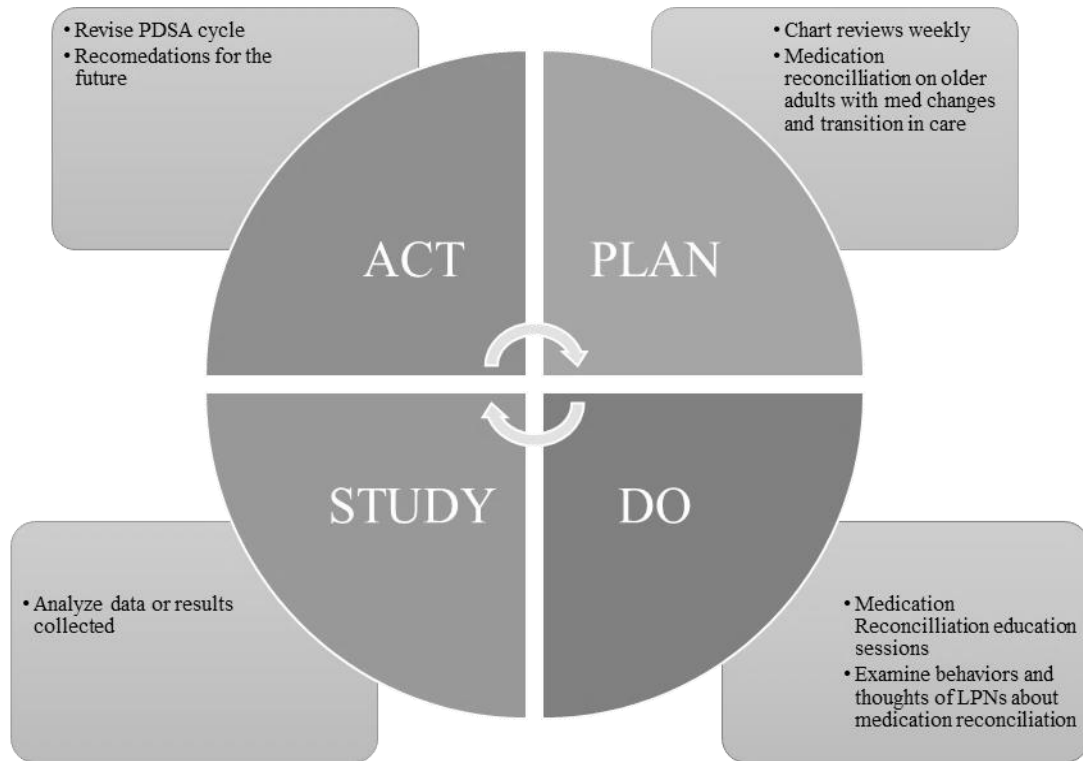 • Revise PDSA cycle
• Recomedations for the
future
• Chart reviews weekly
• Medication
reconcilliation on older
adults with med changes
and transition in care
ACT
PLAN
STUDY
DO
• Analyze data or results
collected
• Medication
Reconcilliation education
sessions
• Examine behaviors and
thoughts of LPNs about
medication reconciliation